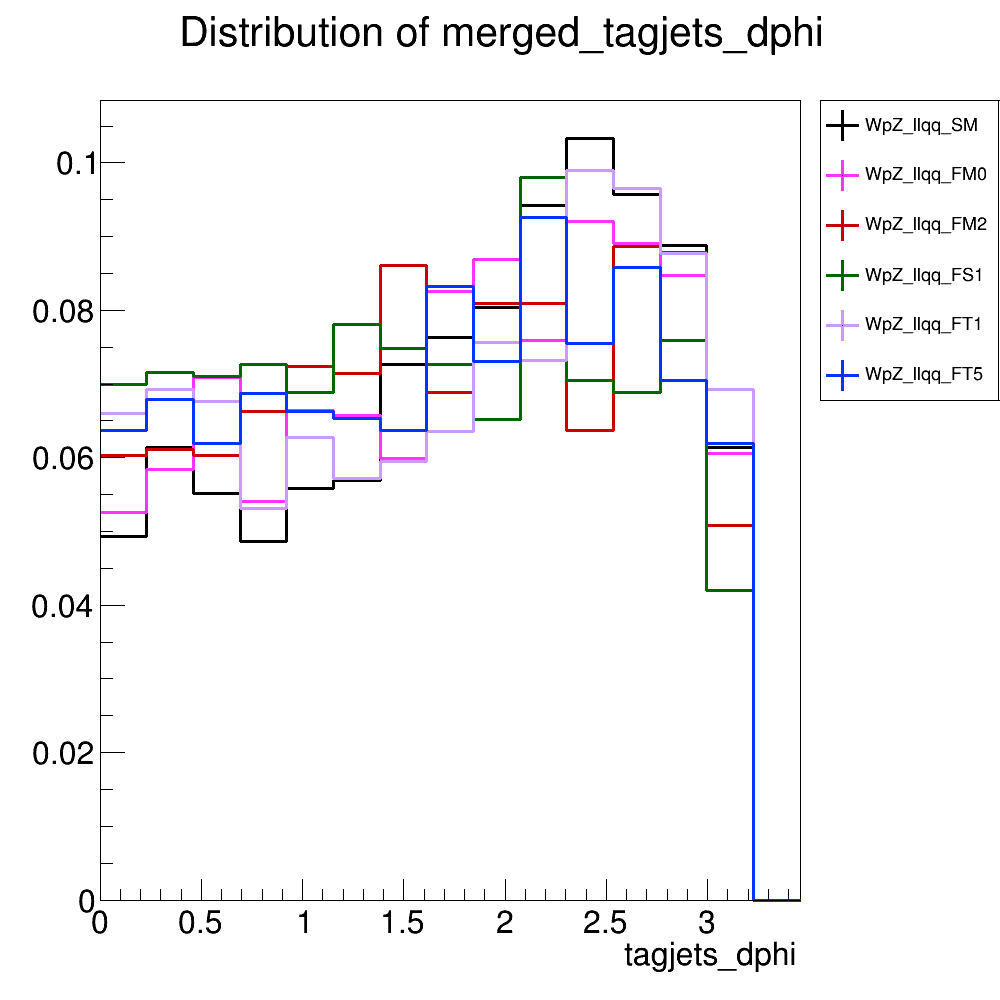 Distribution of merged_tagjets_dphi
WpZ_llqq_SM
WpZ_llqq_FM0
WpZ_llqq_FM2
WpZ_llqq_FS1
WpZ_llqq_FT1
WpZ_llqq_FT5
0.1
0.08
0.06
0.04
0.02
0
0 0.5 1 1.5 2 2.5 3
tagjets_dphi